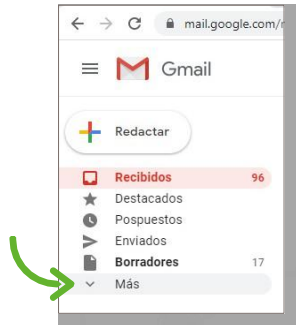 mail.google.com/
Gmail
Redactar
Recibidos 96
Destacados
Pospuestos
Enviados
Borradores 17
Más